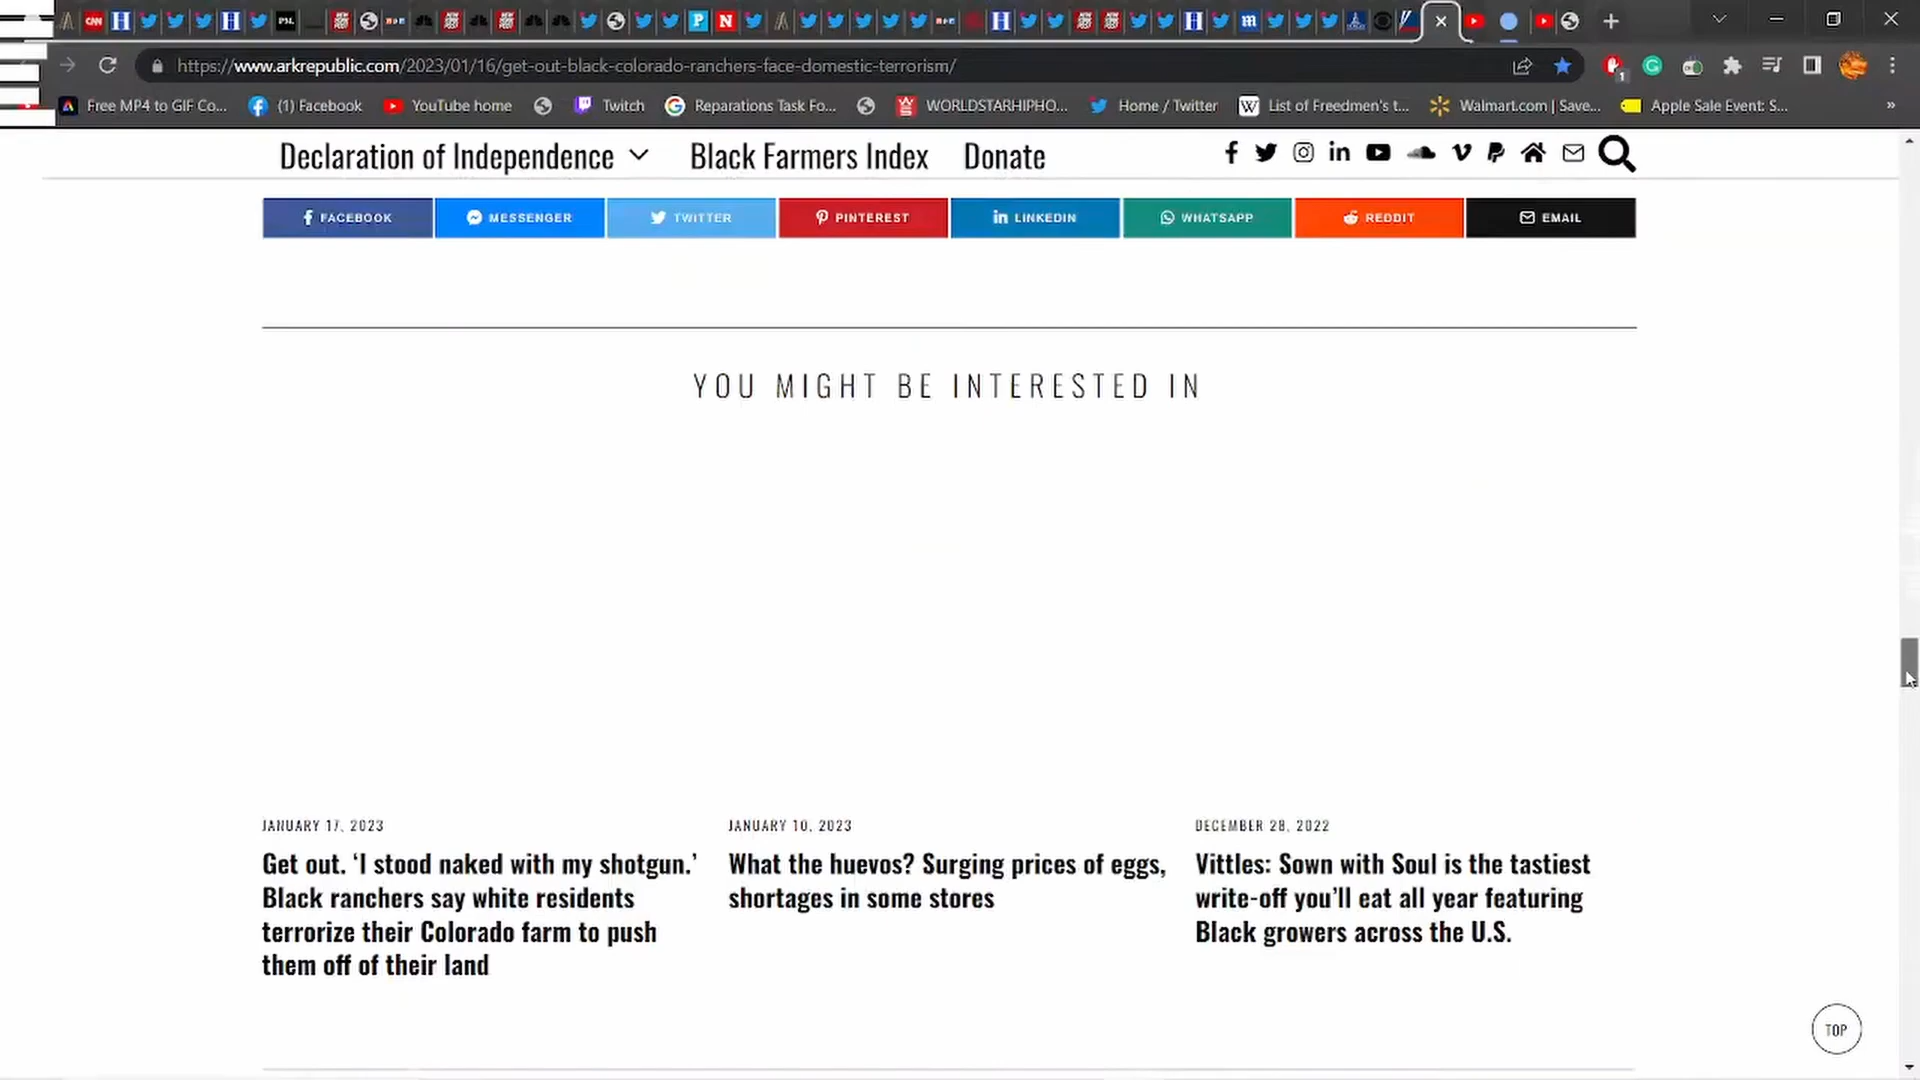 CNN H H PSL P N H H m
https://www.arkrepublic.com/2023/01/16/get-out-black-colorado-ranchers-face-domestic-terrorism/
1
Free MP4 to GIF Co... (1) Facebook YouTube home Twitch Reparations Task Fo... WORLDSTARHIPHO... Home / Twitter W List of Freedmen's t... Walmart.com | Save... Apple Sale Event: S... »
Declaration of Independence Black Farmers Index Donate
FACEBOOK MESSENGER TWITTER PINTEREST LINKEDIN WHATSAPP REDDIT EMAIL
YOU MIGHT BE INTERESTED IN
JANUARY 17, 2023
Get out. ‘I stood naked with my shotgun.’
Black ranchers say white residents
terrorize their Colorado farm to push
them off of their land
JANUARY 10, 2023
What the huevos? Surging prices of eggs,
shortages in some stores
DECEMBER 28, 2022
Vittles: Sown with Soul is the tastiest
write-off you’ll eat all year featuring
Black growers across the U.S.
TOP